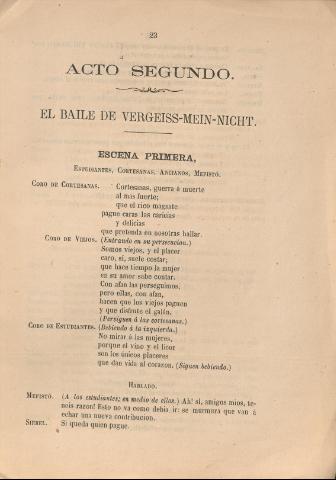 23
ACTO SEGUNDO.
EL BAILE DE VERGEISS-MEIN-NICHT.
ESCENA PRIMERA,
ESTUDIANTES, CORTESANAS, ANCIANOS, MEFISTÓ.
CORO DE CORTESANAS. Cortesanas, guerra á muerte
al mas fuerte;
que el rico magnate
pague caras las caricias
y delicias
que pretenda en nosotras hallar.
CORO DE VIEJOS. (Entrando en su persecucion.)
Somos viejos, y el placer
caro, sí, suele costar;
que hace tiempo la mujer
en su amor sabe contar.
Con afan las perseguimos,
pero ellas, con afan,
hacen que los viejos paguen
y que disfrute el galán.
(Persiguen á las cortesanas.)
CORO DE ESTUDIANTES. (Bebiendo á la izquierda.)
No mirar á las mujeres,
porque el vino y el licor
son los únicos placeres
que dan vida al corazon. (Siguen bebiendo.)
HABLADO.
MEFISTÓ. (A los estudiantes; en medio de ellos.) Ah! sí, amigos mios, te-
neis razon! Esto no va como debia ir: se murmura que van á
echar una nueva contribucion.
SIEBEL. Si queda quien pague.